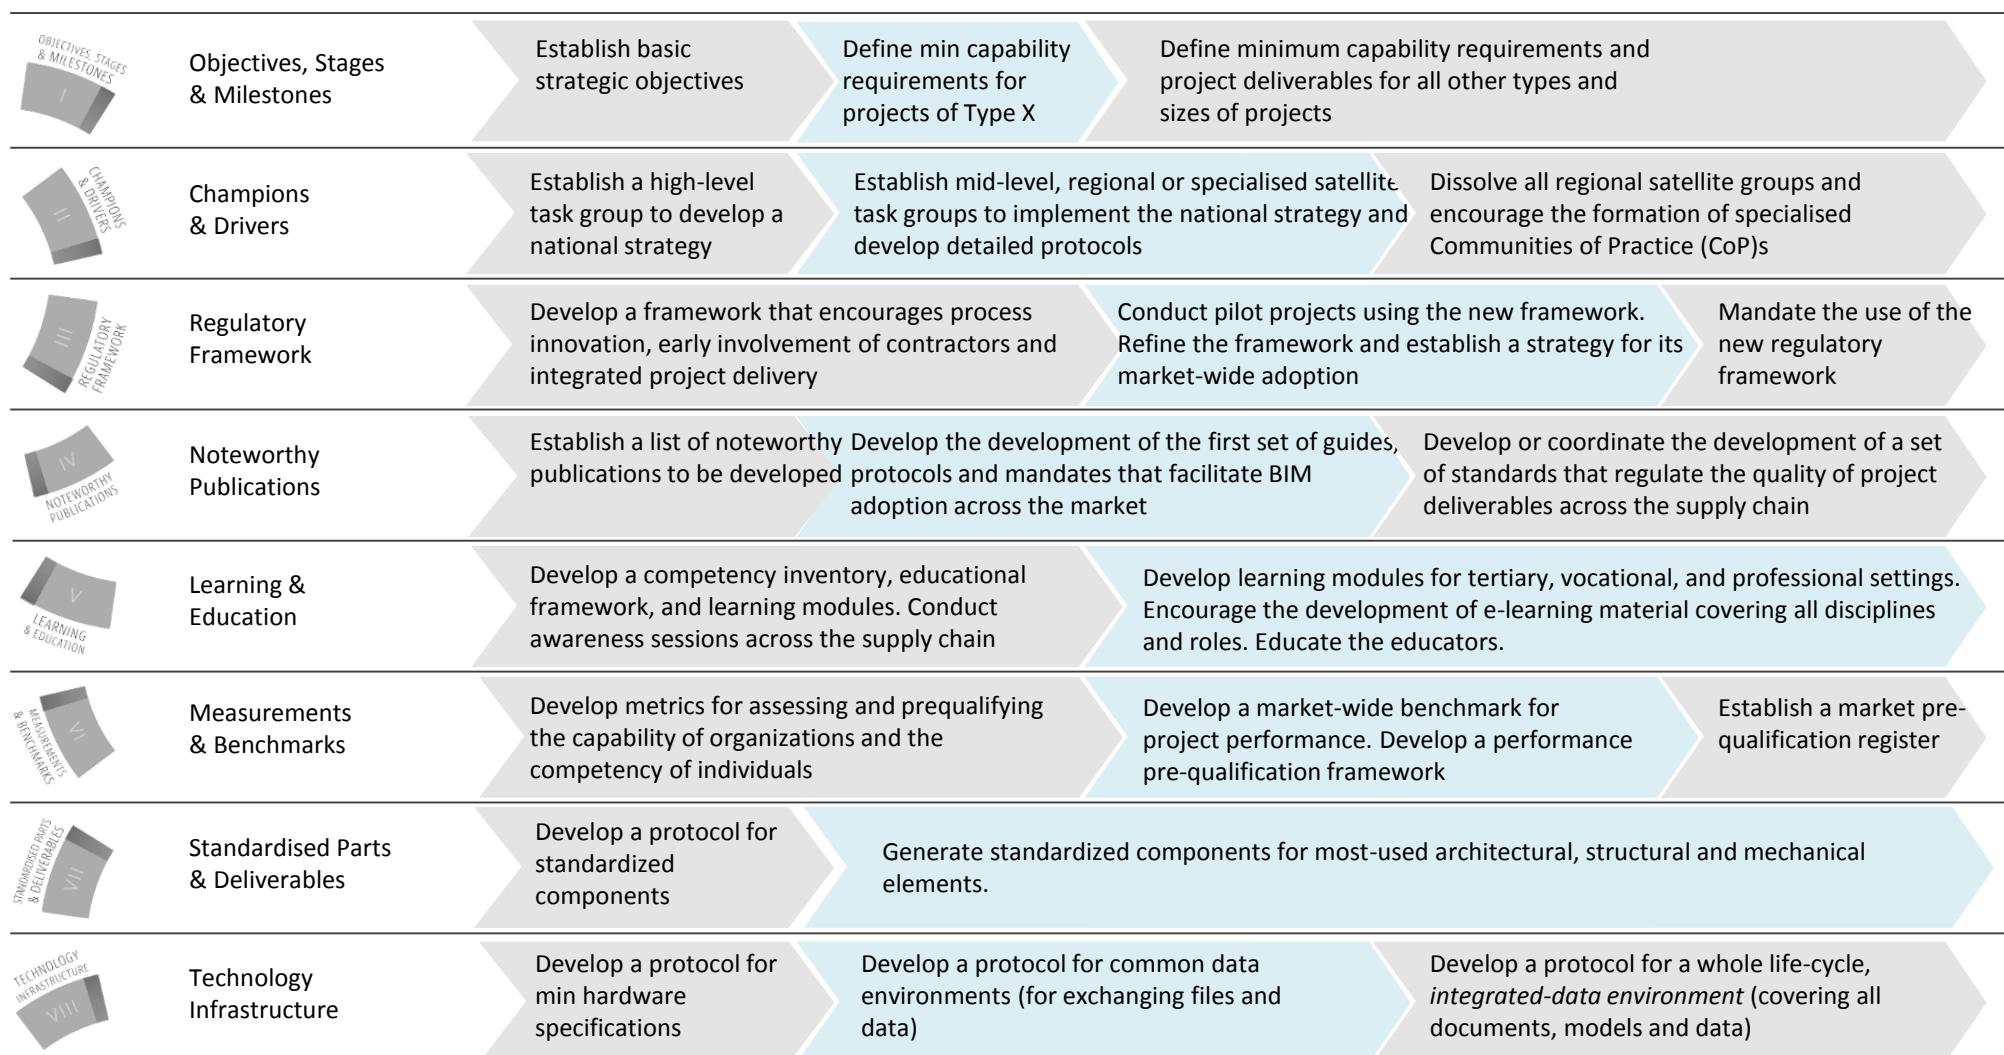 OBJECTIVES, STAGES
& MILESTONES
I
Objectives, Stages
& Milestones
Establish basic
strategic objectives
Define min capability
requirements for
projects of Type X
Define minimum capability requirements and
project deliverables for all other types and
sizes of projects
CHAMPIONS
& DRIVERS
II
Champions
& Drivers
Establish a high-level
task group to develop a
national strategy
Establish mid-level, regional or specialised satellite
task groups to implement the national strategy and
develop detailed protocols
Dissolve all regional satellite groups and
encourage the formation of specialised
Communities of Practice (CoP)s
REGULATORY
FRAMEWORK
III
Regulatory
Framework
Develop a framework that encourages process
innovation, early involvement of contractors and
integrated project delivery
Conduct pilot projects using the new framework.
Refine the framework and establish a strategy for its
market-wide adoption
Mandate the use of the
new regulatory
framework
NOTEWORTHY
PUBLICATIONS
IV
Noteworthy
Publications
Establish a list of noteworthy
publications to be developed
Develop the development of the first set of guides,
protocols and mandates that facilitate BIM
adoption across the market
Develop or coordinate the development of a set
of standards that regulate the quality of project
deliverables across the supply chain
LEARNING
& EDUCATION
V
Learning &
Education
Develop a competency inventory, educational
framework, and learning modules. Conduct
awareness sessions across the supply chain
Develop learning modules for tertiary, vocational, and professional settings.
Encourage the development of e-learning material covering all disciplines
and roles. Educate the educators.
MEASUREMENTS
& BENCHMARKS
VI
Measurements
& Benchmarks
Develop metrics for assessing and prequalifying
the capability of organizations and the
competency of individuals
Develop a market-wide benchmark for
project performance. Develop a performance
pre-qualification framework
Establish a market pre-
qualification register
STANDARDISED PARTS
& DELIVERABLES
VII
Standardised Parts
& Deliverables
Develop a protocol for
standardized
components
Generate standardized components for most-used architectural, structural and mechanical
elements.
TECHNOLOGY
INFRASTRUCTURE
VIII
Technology
Infrastructure
Develop a protocol for
min hardware
specifications
Develop a protocol for common data
environments (for exchanging files and
data)
Develop a protocol for a whole life-cycle,
integrated-data environment (covering all
documents, models and data)